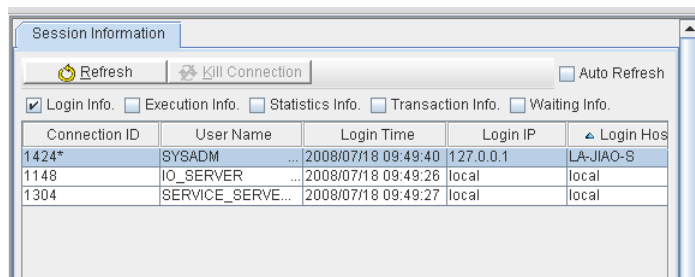 Session Information
Refresh Kill Connection Auto Refresh
Login Info. Execution Info. Statistics Info. Transaction Info. Waiting Info.
Connection ID User Name Login Time Login IP Login Hos
1424* SYSADM ... 2008/07/18 09:49:40 127.0.0.1 LA-JIAO-S
1148 IO_SERVER ... 2008/07/18 09:49:26 local local
1304 SERVICE_SERVE... 2008/07/18 09:49:27 local local